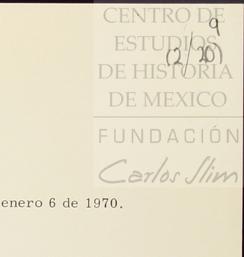 CENTRO DE
ESTUDIOS
DE HISTORIA
DE MEXICO
FUNDACIÓN
Carlos Slim
9
(2/20)
enero 6 de 1970.